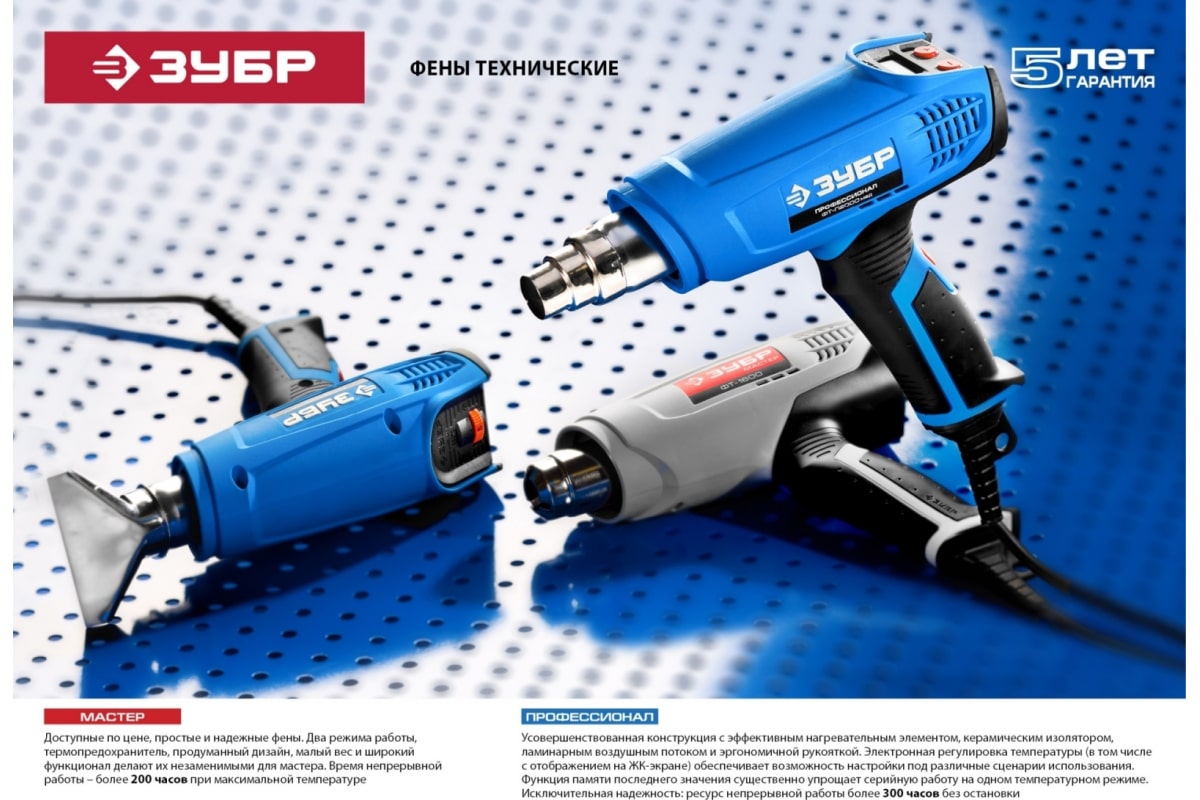 ЗУБР
ФЕНЫ ТЕХНИЧЕСКИЕ
5 ЛЕТ
ГАРАНТИЯ
ЗУБР
ПРОФЕССИОНАЛ
ЗУБР
МАСТЕР
ФТ-1800
ЗУБР
ЗУБР
МАСТЕР
Доступные по цене, простые и надежные фены. Два режима работы,
термопредохранитель, продуманный дизайн, малый вес и широкий
функционал делают их незаменимыми для мастера. Время непрерывной
работы – более 200 часов при максимальной температуре
ПРОФЕССИОНАЛ
Усовершенствованная конструкция с эффективным нагревательным элементом, керамическим изолятором,
ламинарным воздушным потоком и эргономичной рукояткой. Электронная регулировка температуры (в том числе
с отображением на ЖК-экране) обеспечивает возможность настройки под различные сценарии использования.
Функция памяти последнего значения существенно упрощает серийную работу на одном температурном режиме.
Исключительная надежность: ресурс непрерывной работы более 300 часов без остановки